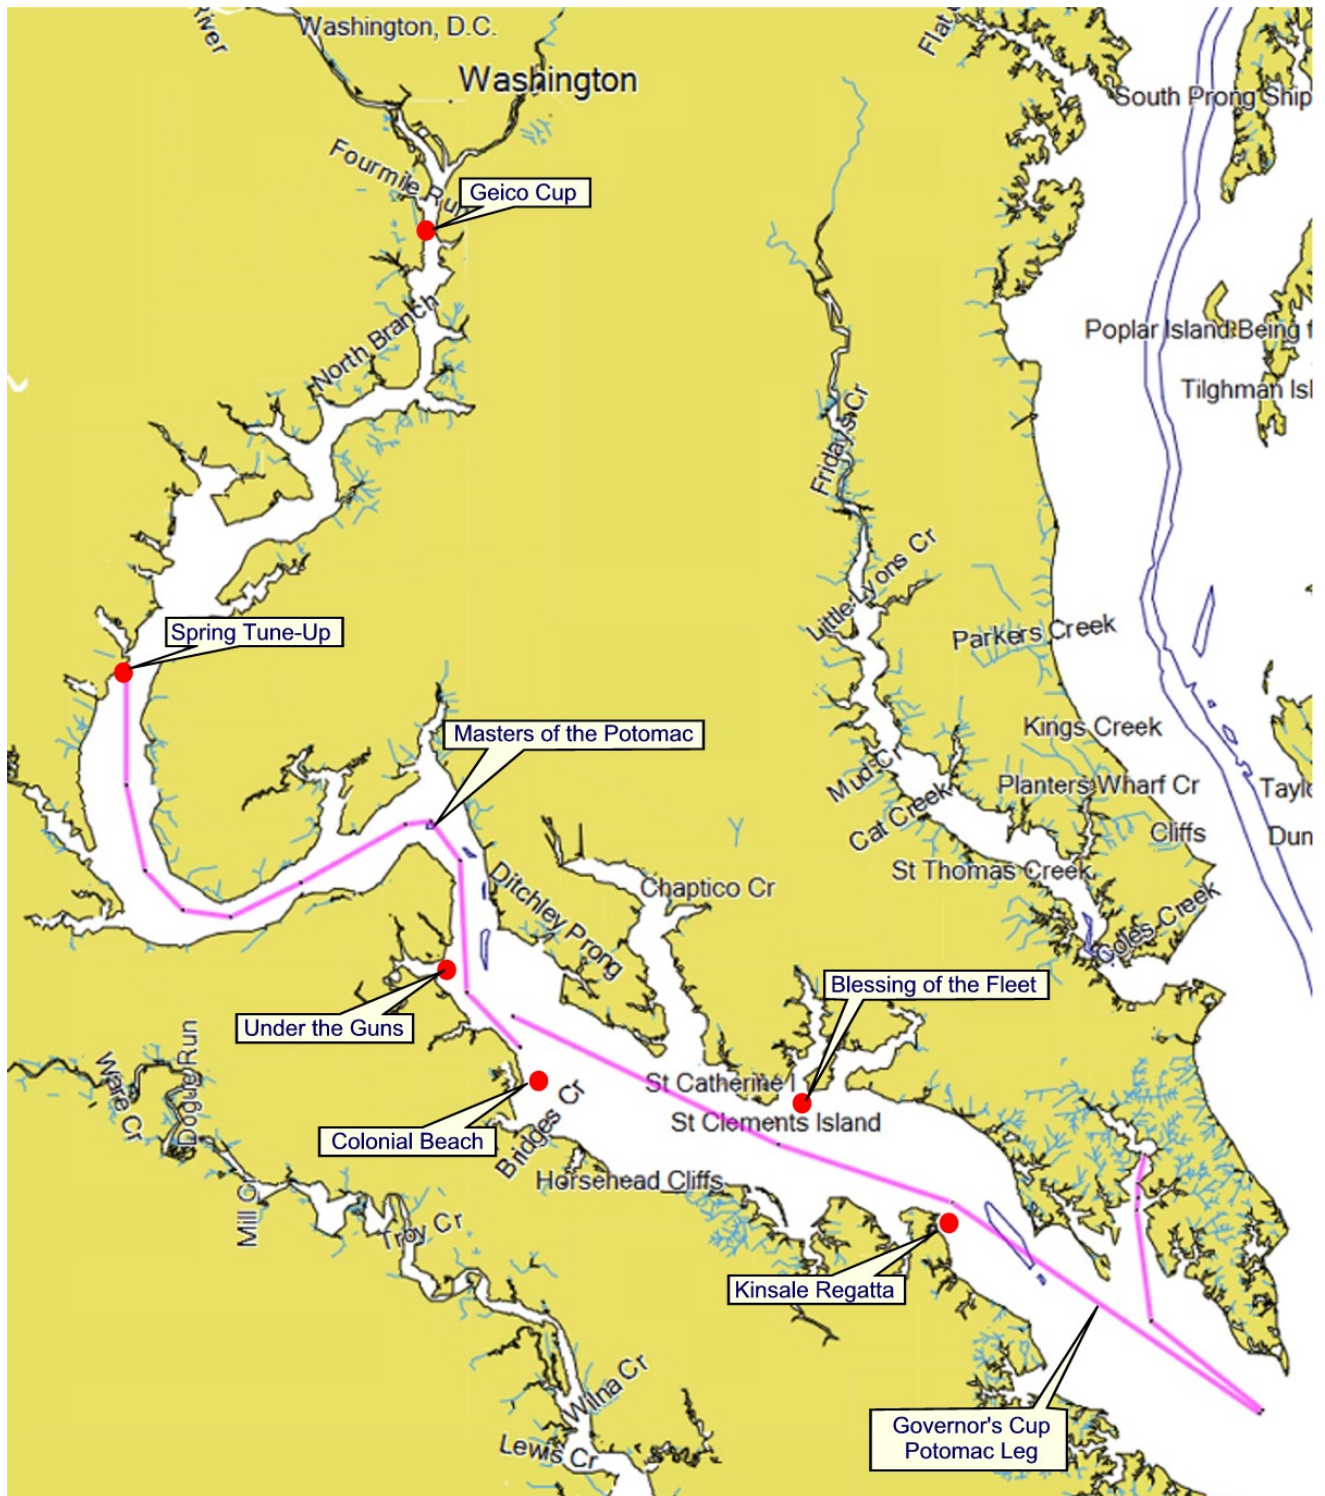 River
Washington, D.C.
Flat
Washington
South Prong Ship
Fourmile Run
Geico Cup
North Branch
Poplar Island Being f
Tilghman Isl
Fridays Cr
Little Lyons Cr
Spring Tune-Up
Parkers Creek
Masters of the Potomac
Kings Creek
Mud Cr
Planters Wharf Cr
Taylo
Cat Creek
Cliffs
Dun
St Thomas Creek
Chaptico Cr
Ditchley Prong
Coles Creek
Blessing of the Fleet
Under the Guns
Ware Cr
Dogue Run
St Catherine I
St Clements Island
Colonial Beach
Bridges Cr
Horsehead Cliffs
Mill Cr
Troy Cr
Kinsale Regatta
Wilna Cr
Governor's Cup
Potomac Leg
Lewis Cr